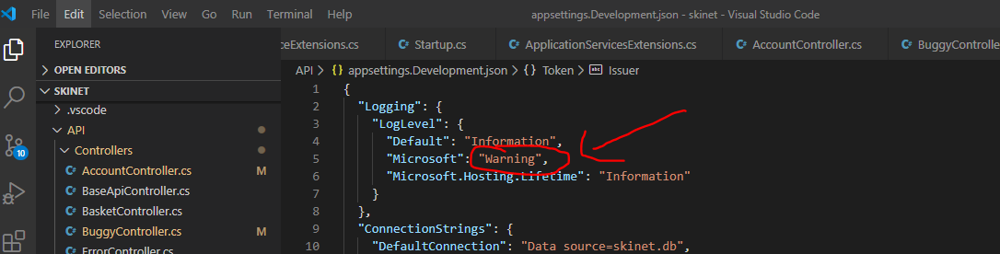 File Edit Selection View Go Run Terminal Help appsettings.Development.json - skinet - Visual Studio Code
EXPLORER
OPEN EDITORS
SKINET
.vscode
API
Controllers
AccountController.cs M
BaseApiController.cs
BasketController.cs
BuggyController.cs M
ErrorController.cs
10
ceExtensions.cs Startup.cs ApplicationServicesExtensions.cs AccountController.cs BuggyControlle
API > {} appsettings.Development.json > {} Token > abc Issuer
1 {
2 "Logging": {
3 "LogLevel": {
4 "Default": "Information",
5 "Microsoft": "Warning",
6 "Microsoft.Hosting.Lifetime": "Information"
7 }
8 },
9 "ConnectionStrings": {
10 "DefaultConnection": "Data source=skinet.db",